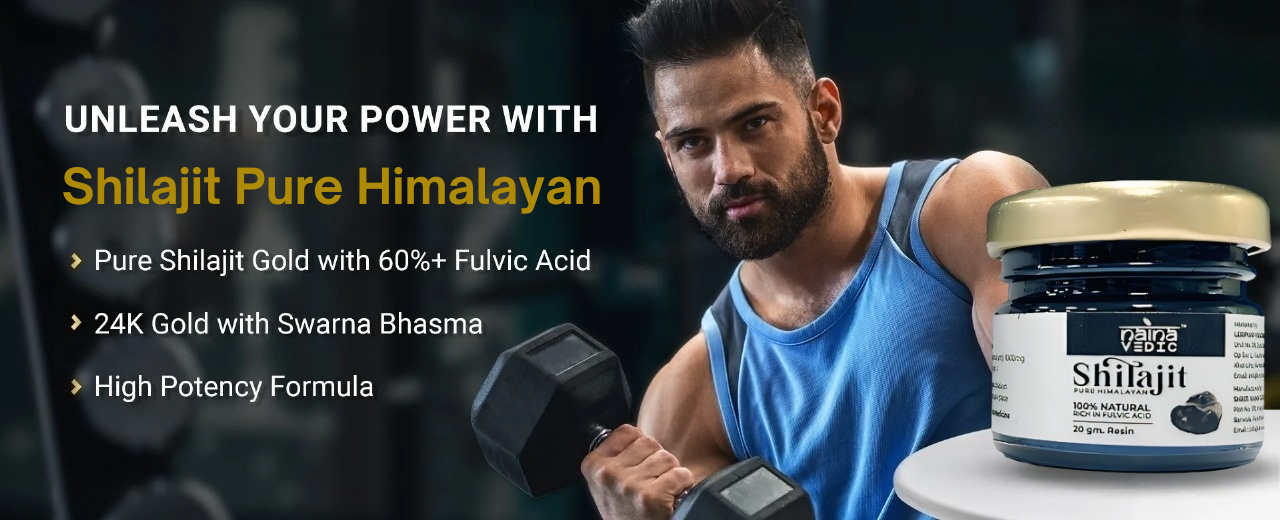 UNLEASH YOUR POWER WITH
Shilajit Pure Himalayan
Pure Shilajit Gold with 60%+ Fulvic Acid
24K Gold with Swarna Bhasma
High Potency Formula
naina
VEDIC
Shilajit
PURE HIMALAYAN
100% NATURAL
RICH IN FULVIC ACID
20 gm. Resin